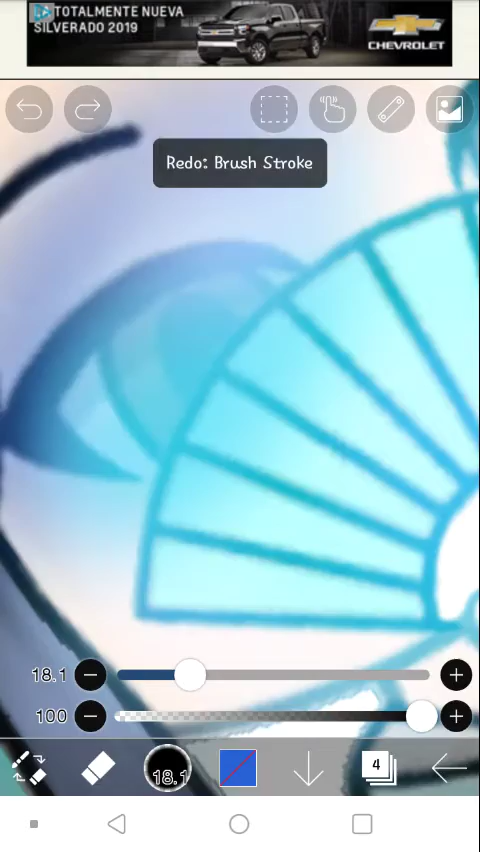 TOTALMENTE NUEVA
SILVERADO 2019
CHEVROLET
Redo: Brush Stroke
18.1
100
18.1
4